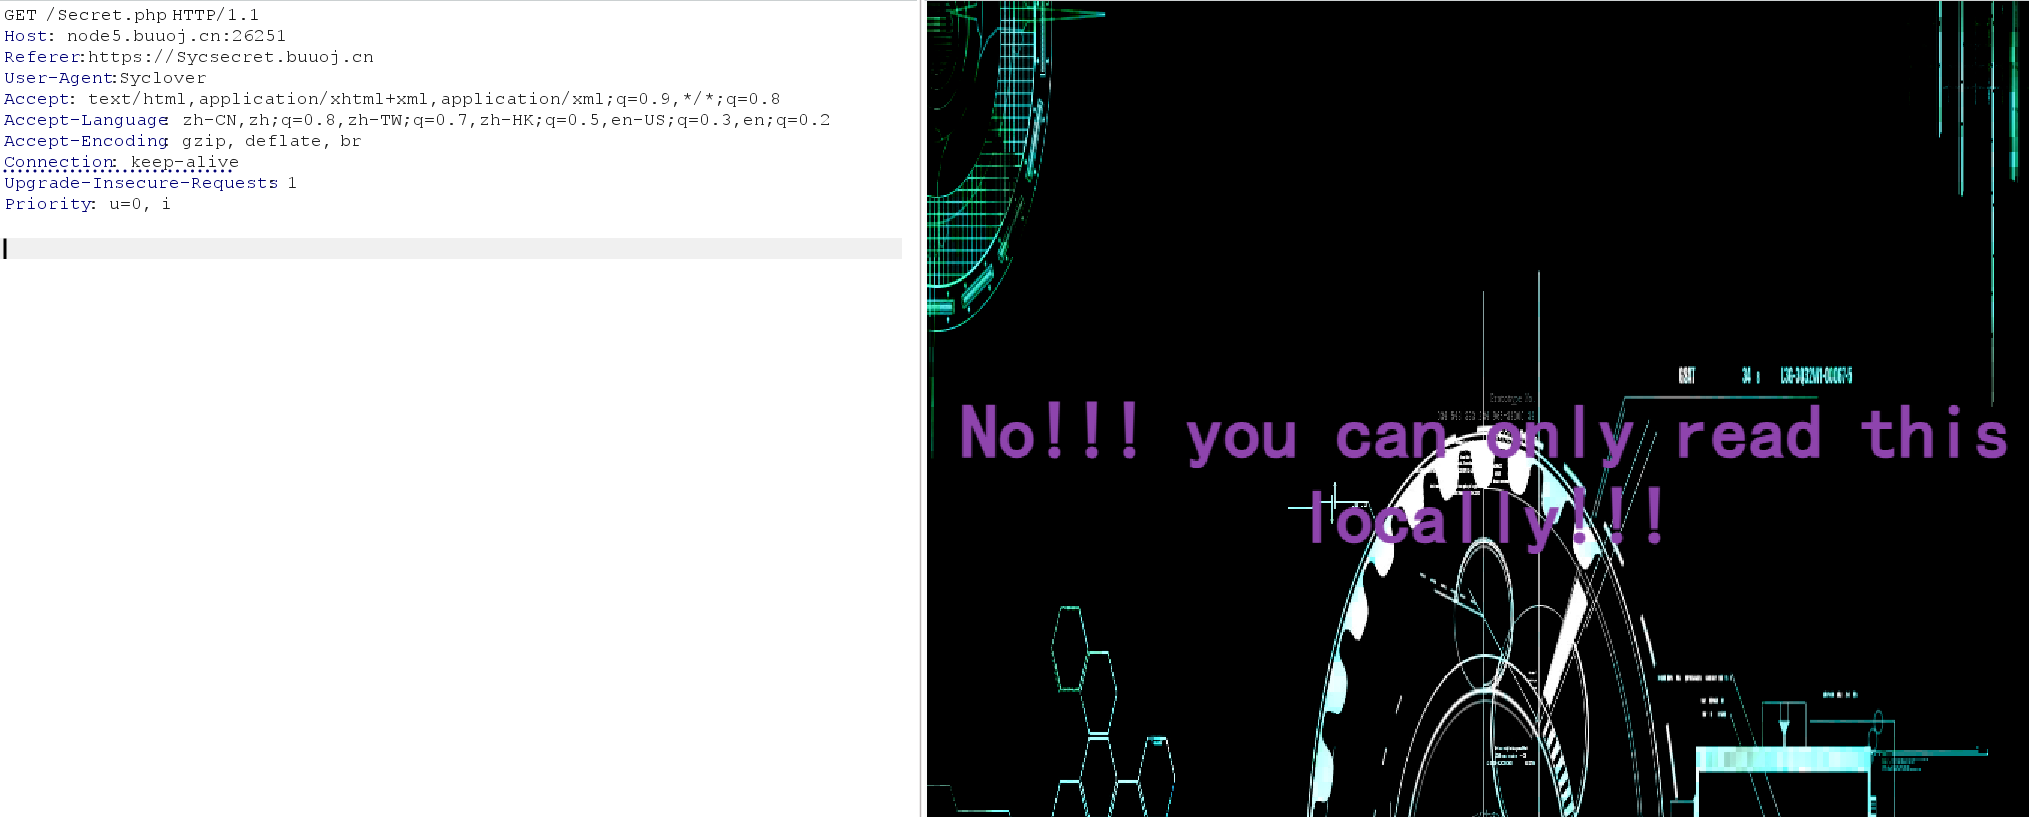 GET /Secret.php HTTP/1.1
Host: node5.buuoj.cn:26251
Referer:https://Sycsecret.buuoj.cn
User-Agent:Syclover
Accept: text/html,application/xhtml+xml,application/xml;q=0.9,*/*;q=0.8
Accept-Language: zh-CN,zh;q=0.8,zh-TW;q=0.7,zh-HK;q=0.5,en-US;q=0.3,en;q=0.2
Accept-Encoding: gzip, deflate, br
Connection: keep-alive
Upgrade-Insecure-Requests: 1
Priority: u=0, i
No!!! you can only read this
locally!!!